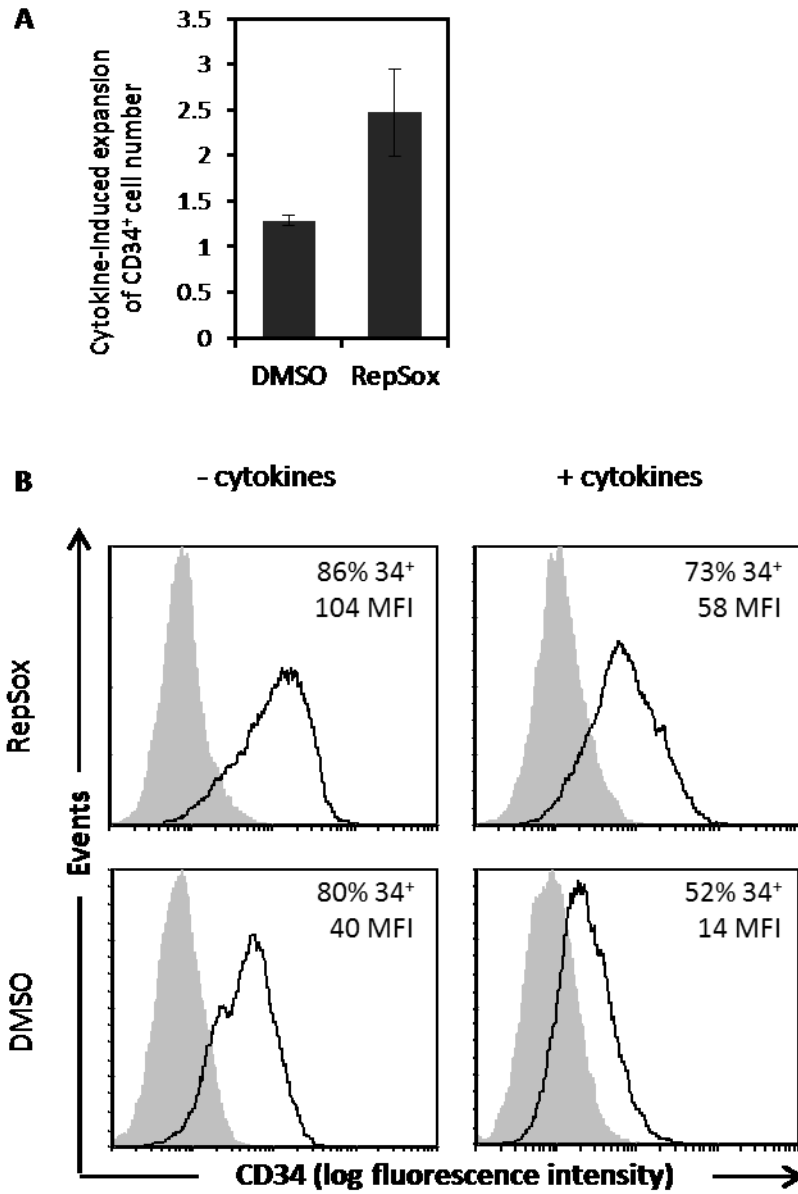 A
Cytokine-Induced expansion
of CD34⁺ cell number
3.5
3
2.5
2
1.5
1
0.5
0
DMSO RepSox
B
- cytokines + cytokines
RepSox
86% 34⁺
104 MFI
73% 34⁺
58 MFI
Events
DMSO
80% 34⁺
40 MFI
52% 34⁺
14 MFI
CD34 (log fluorescence intensity)